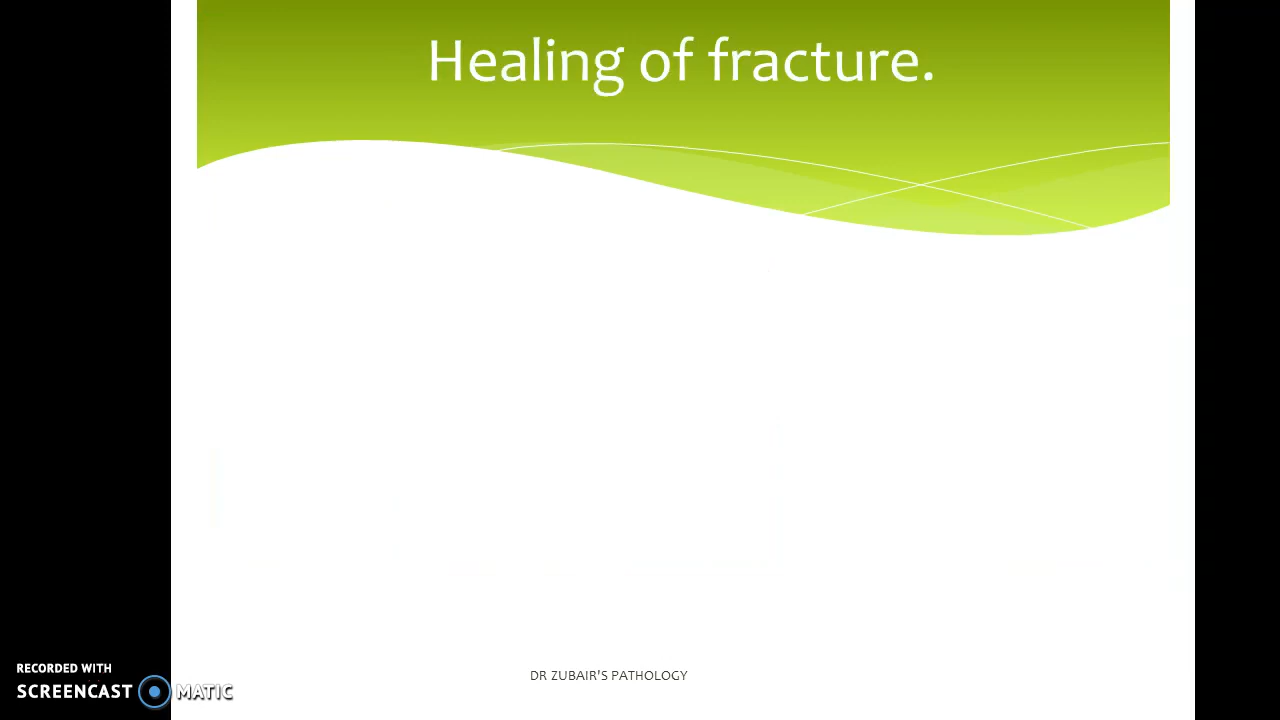 Healing of fracture.
DR ZUBAIR'S PATHOLOGY
RECORDED WITH
SCREENCAST MATIC